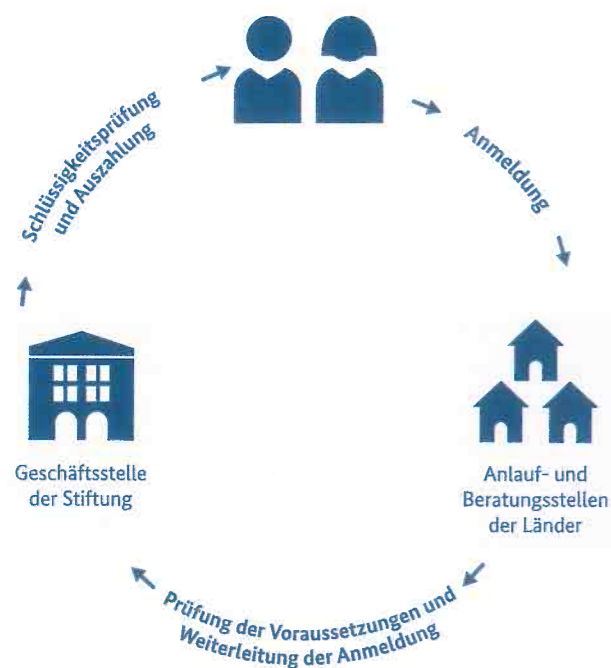 Anmeldung
Anlauf- und
Beratungsstellen
der Länder
Prüfung der Voraussetzungen und
Weiterleitung der Anmeldung
Geschäftsstelle
der Stiftung
Schlüssigkeitsprüfung
und Auszahlung